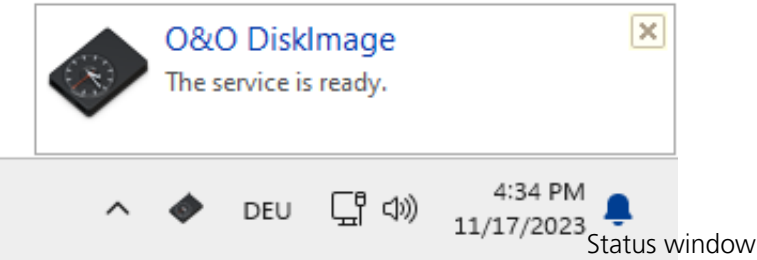 O&O DiskImage
The service is ready.
DEU
4:34 PM
11/17/2023
Status window